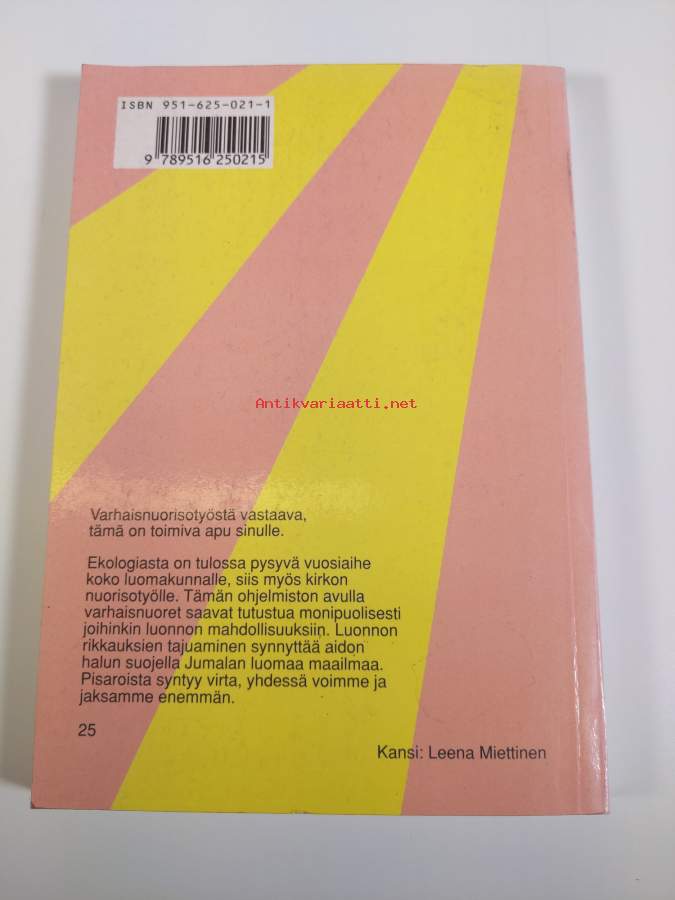 ISBN 951-625-021-1
9 789516 250215
Antikvariaatti.net
Varhaisnuorisotyöstä vastaava,
tämä on toimiva apu sinulle.
Ekologiasta on tulossa pysyvä vuosiaihe
koko luomakunnalle, siis myös kirkon
nuorisotyölle. Tämän ohjelmiston avulla
varhaisnuoret saavat tutustua monipuolisesti
joihinkin luonnon mahdollisuuksiin. Luonnon
rikkauksien tajuaminen synnyttää aidon
halun suojella Jumalan luomaa maailmaa.
Pisaroista syntyy virta, yhdessä voimme ja
jaksamme enemmän.
25
Kansi: Leena Miettinen